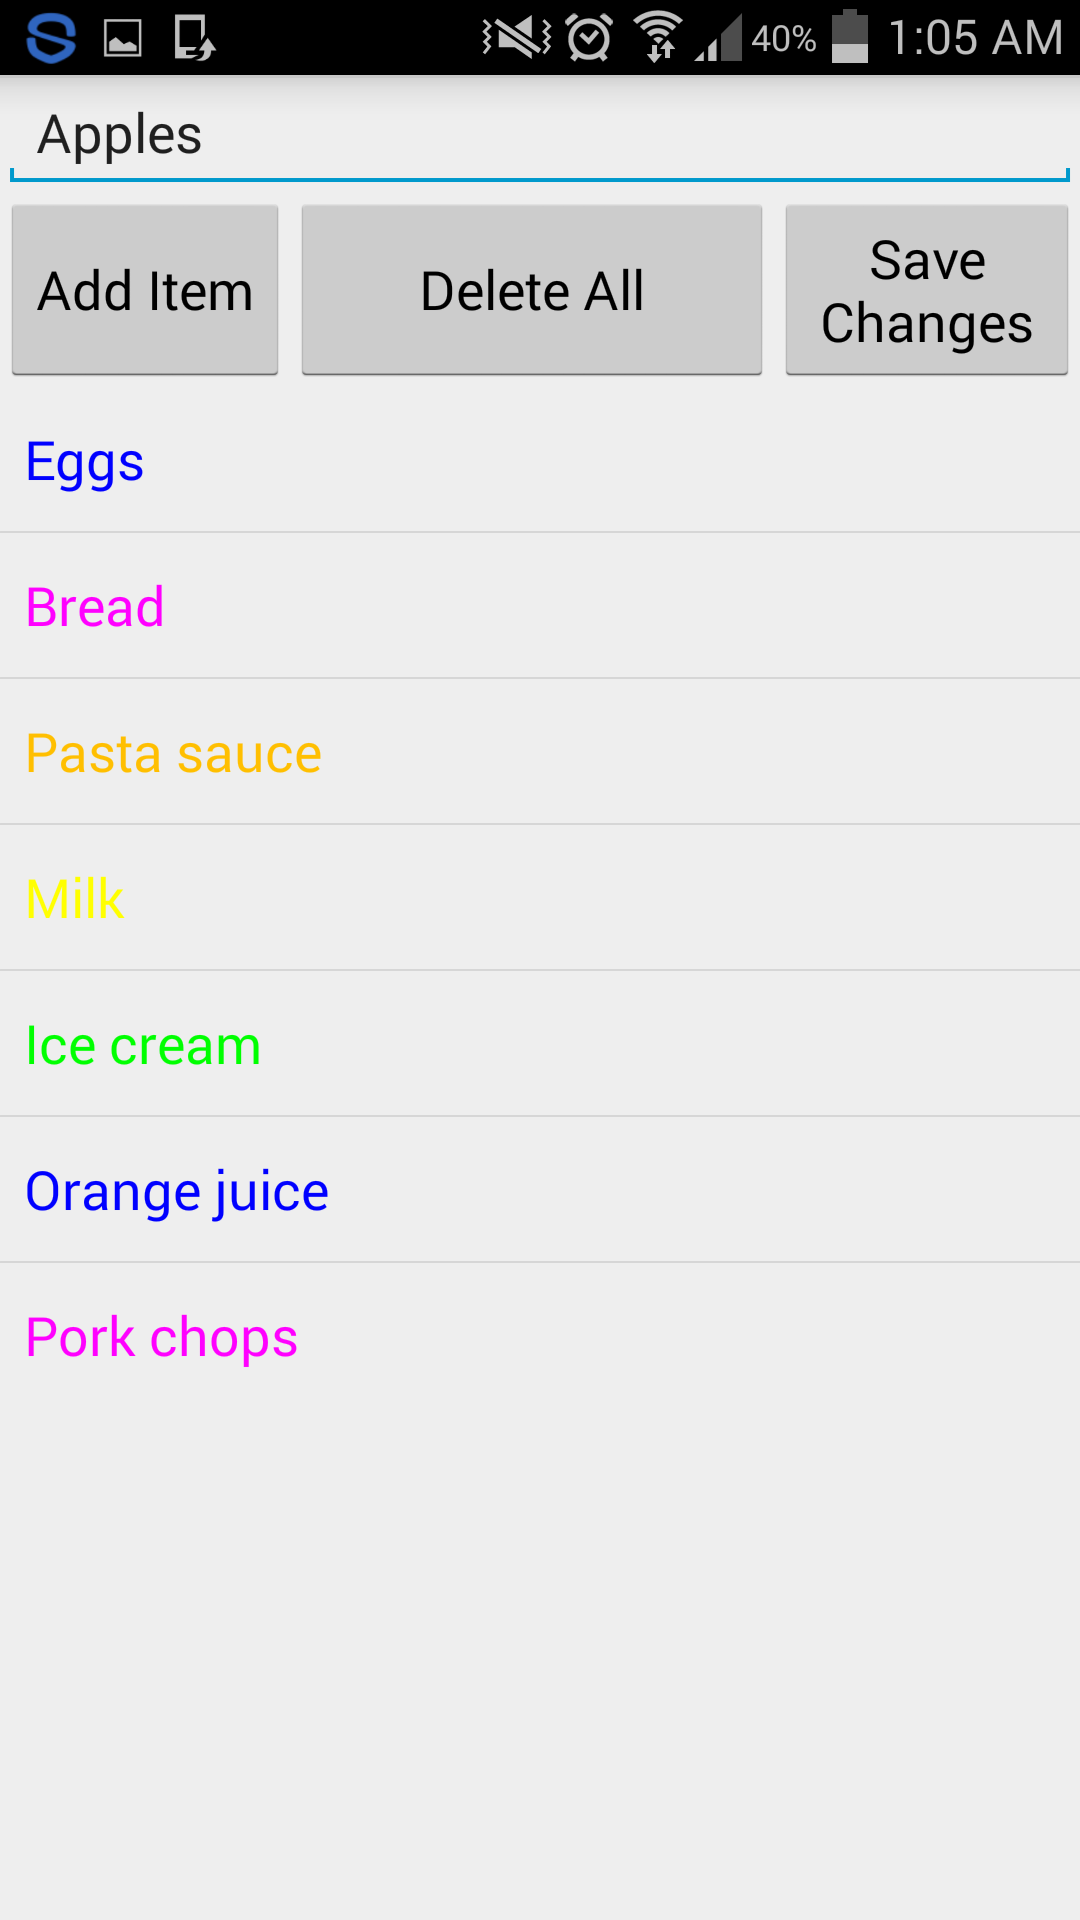 40% 1:05 AM
Apples
Add Item
Delete All
Save
Changes
Eggs
Bread
Pasta sauce
Milk
Ice cream
Orange juice
Pork chops